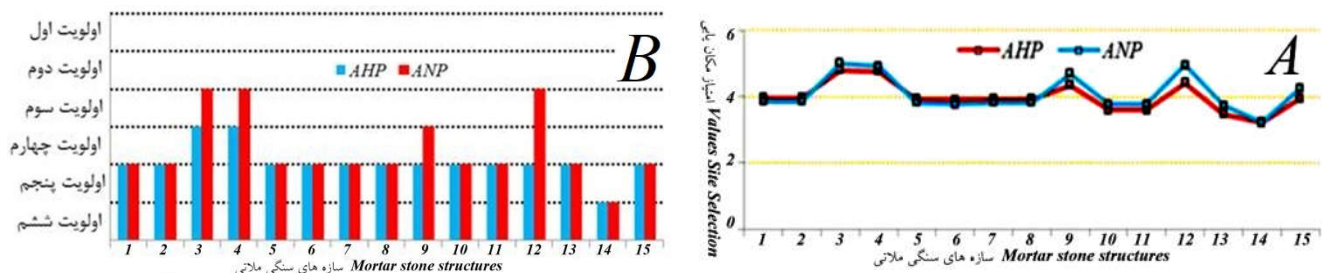 اولویت اول
اولویت دوم
اولویت سوم
اولویت چهارم
اولویت پنجم
اولویت ششم
B
AHP ANP
1 2 3 4 5 6 7 8 9 10 11 12 13 14 15
سازه های سنگی ملاتی Mortar stone structures
A
AHP ANP
6
4
2
0
امتیاز مکان یابی
Values Site Selection
1 2 3 4 5 6 7 8 9 10 11 12 13 14 15
سازه های سنگی ملاتی Mortar stone structures